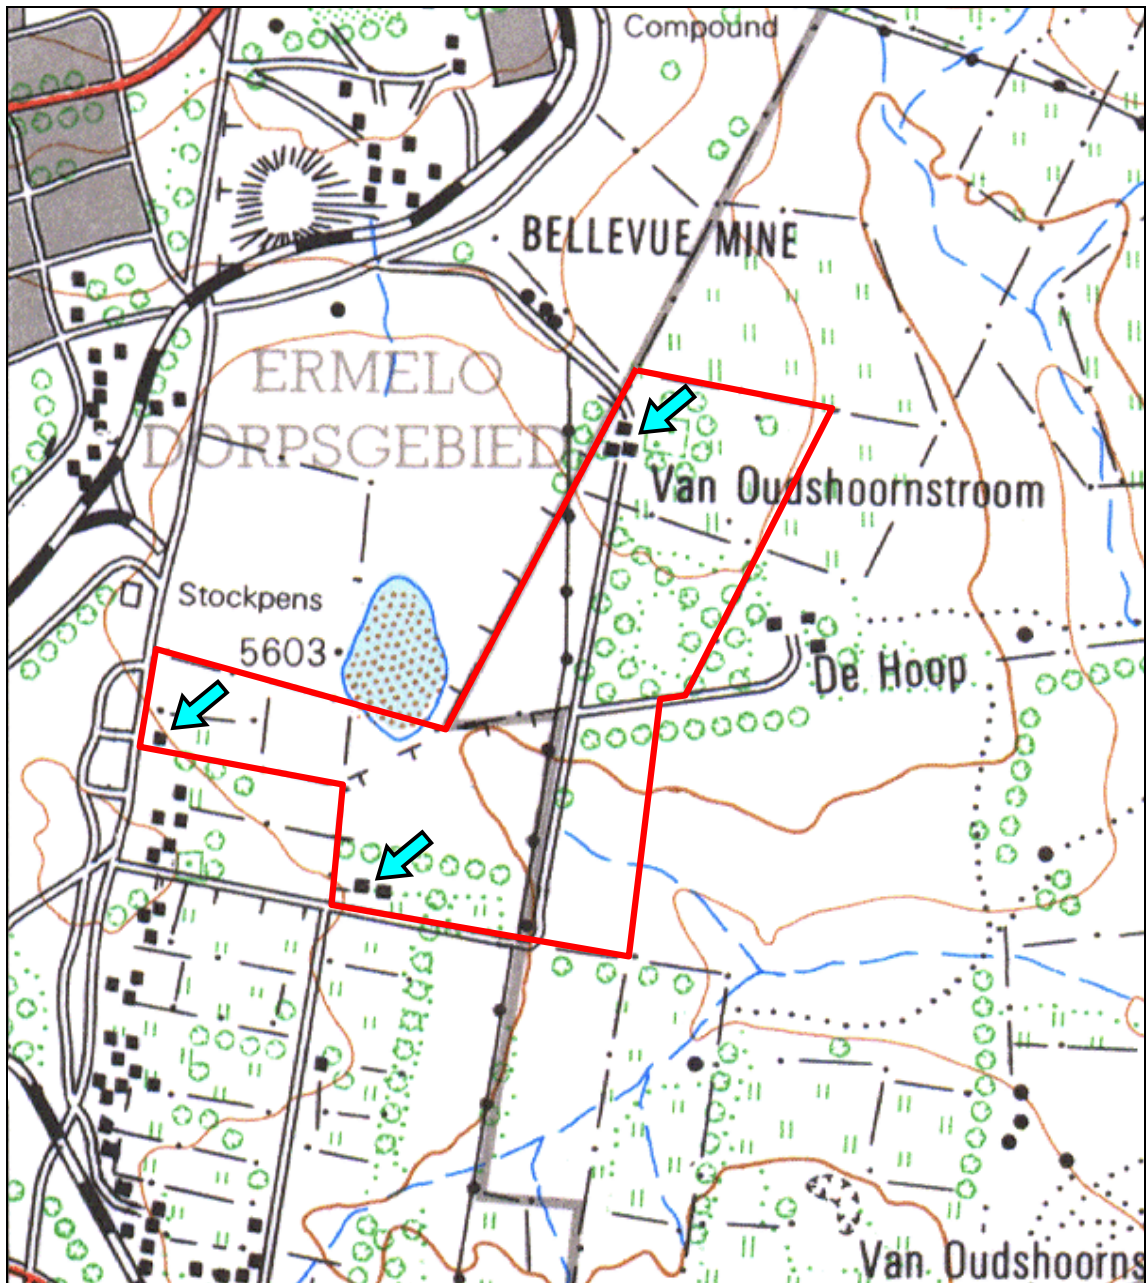 Compound
BELLEVUE MINE
ERMELO
DORPSGEBIED
Van Oudshoornstroom
Stockpens
5603
De Hoop
Van Oudshoorns